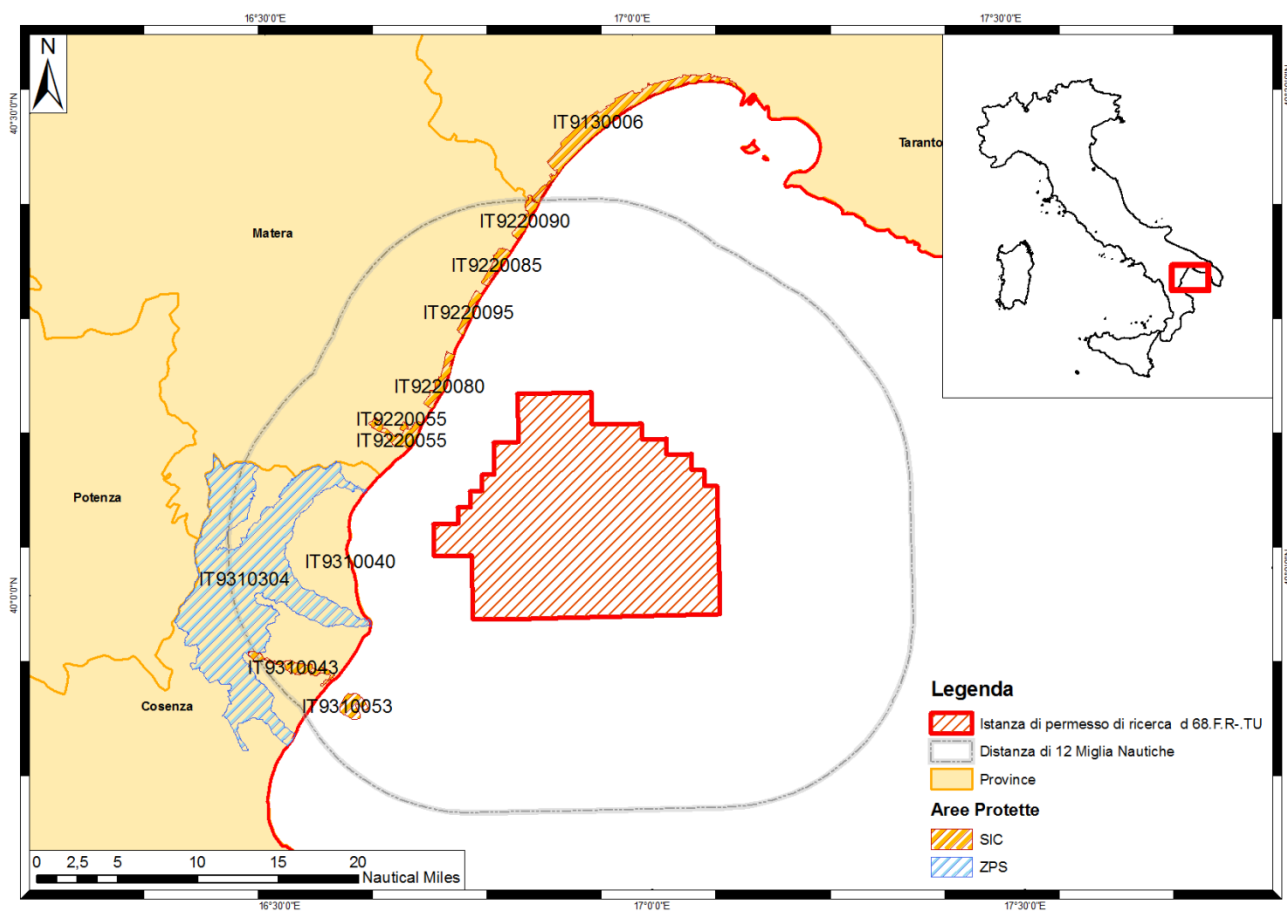 16°30'0"E
17°0'0"E
17°30'0"E
N
40°30'0"N
IT9130006
Taranto
IT9220090
Matera
IT9220085
IT9220095
IT9220080
IT9220055
IT9220055
Potenza
IT9310040
IT9310304
40°0'0"N
IT9310043
Cosenza
IT9310053
Legenda
Istanza di permesso di ricerca d 68.F.R-.TU
Distanza di 12 Miglia Nautiche
Province
Aree Protette
SIC
ZPS
0 2,5 5 10 15 20
Nautical Miles
16°30'0"E
17°0'0"E
17°30'0"E